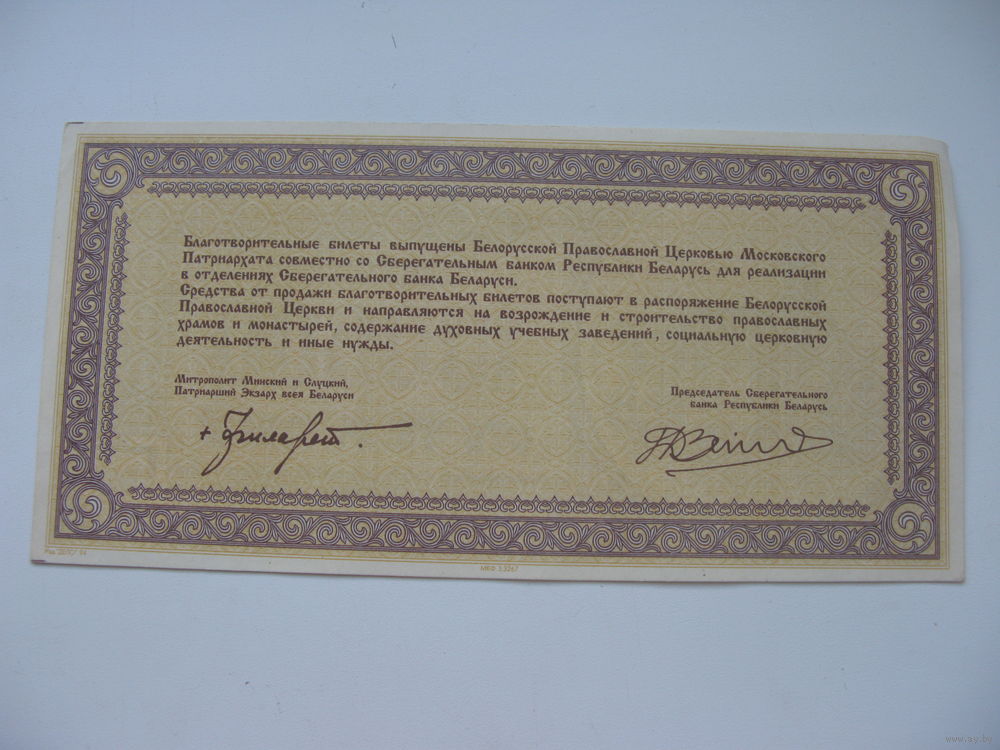 Благотворительные билеты выпущены Белорусской Православной Церковью Московского
Патриархата совместно со Сберегательным банком Республики Беларусь для реализации
в отделениях Сберегательного банка Беларуси.
Средства от продажи благотворительных билетов поступают в распоряжение Белорусской
Православной Церкви и направляются на возрождение и строительство православных
храмов и монастырей, содержание духовных учебных заведений, социальную церковную
деятельность и иные нужды.
Митрополит Минский и Слуцкий,
Патриарший Экзарх всея Беларуси
Председатель Сберегательного
банка Республики Беларусь
+ Филарет.
www.ay.by